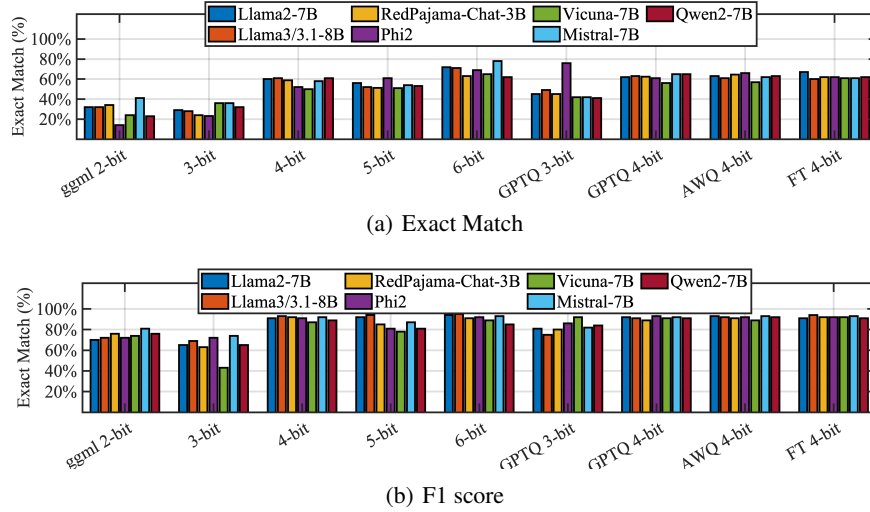 Llama2-7B RedPajama-Chat-3B Vicuna-7B Qwen2-7B
Llama3/3.1-8B Phi2 Mistral-7B
Exact Match (%)
100%
80%
60%
40%
20%
ggml 2-bit 3-bit 4-bit 5-bit 6-bit GPTQ 3-bit GPTQ 4-bit AWQ 4-bit FT 4-bit
(a) Exact Match
Llama2-7B RedPajama-Chat-3B Vicuna-7B Qwen2-7B
Llama3/3.1-8B Phi2 Mistral-7B
Exact Match (%)
100%
80%
60%
40%
20%
ggml 2-bit 3-bit 4-bit 5-bit 6-bit GPTQ 3-bit GPTQ 4-bit AWQ 4-bit FT 4-bit
(b) F1 score